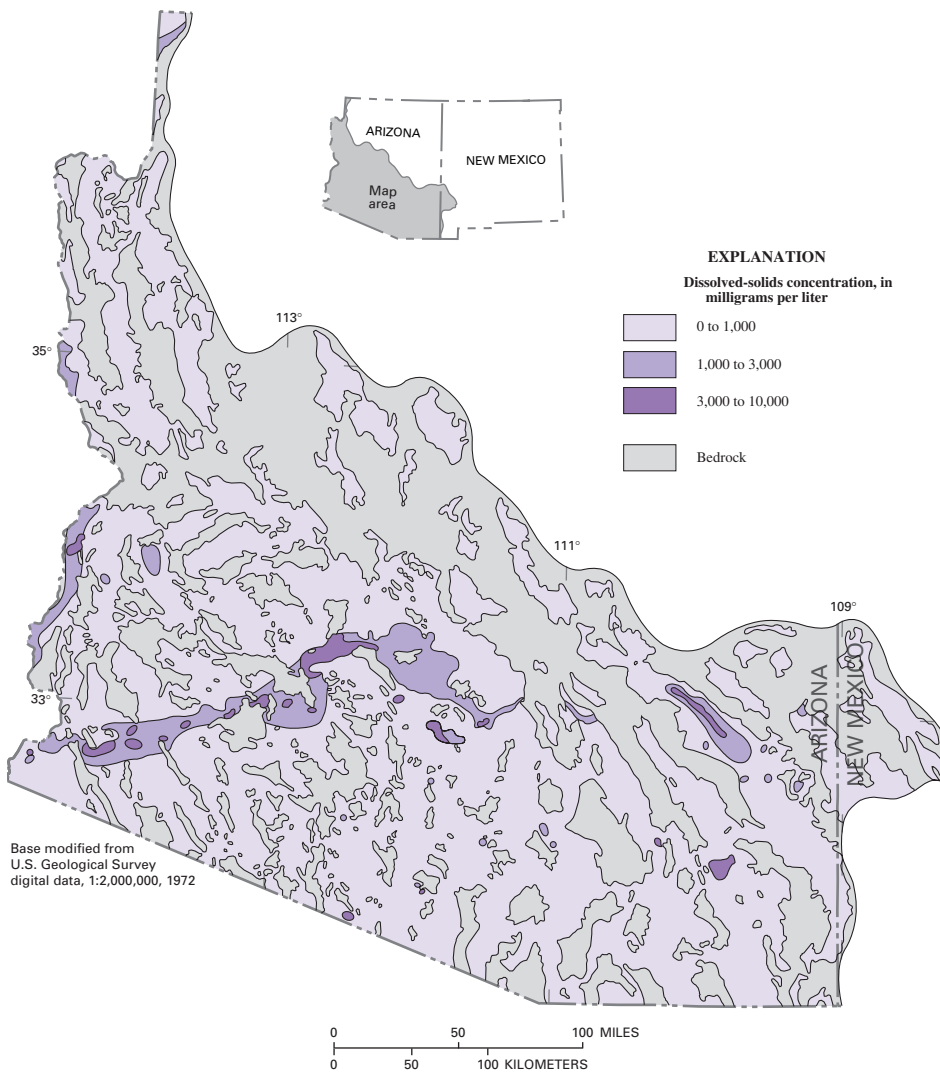 ARIZONA
NEW MEXICO
Map
area
EXPLANATION
Dissolved-solids concentration, in
milligrams per liter
0 to 1,000
1,000 to 3,000
3,000 to 10,000
Bedrock
113°
35°
111°
109°
33°
ARIZONA
NEW MEXICO
Base modified from
U.S. Geological Survey
digital data, 1:2,000,000, 1972
0 50 100 MILES
0 50 100 KILOMETERS